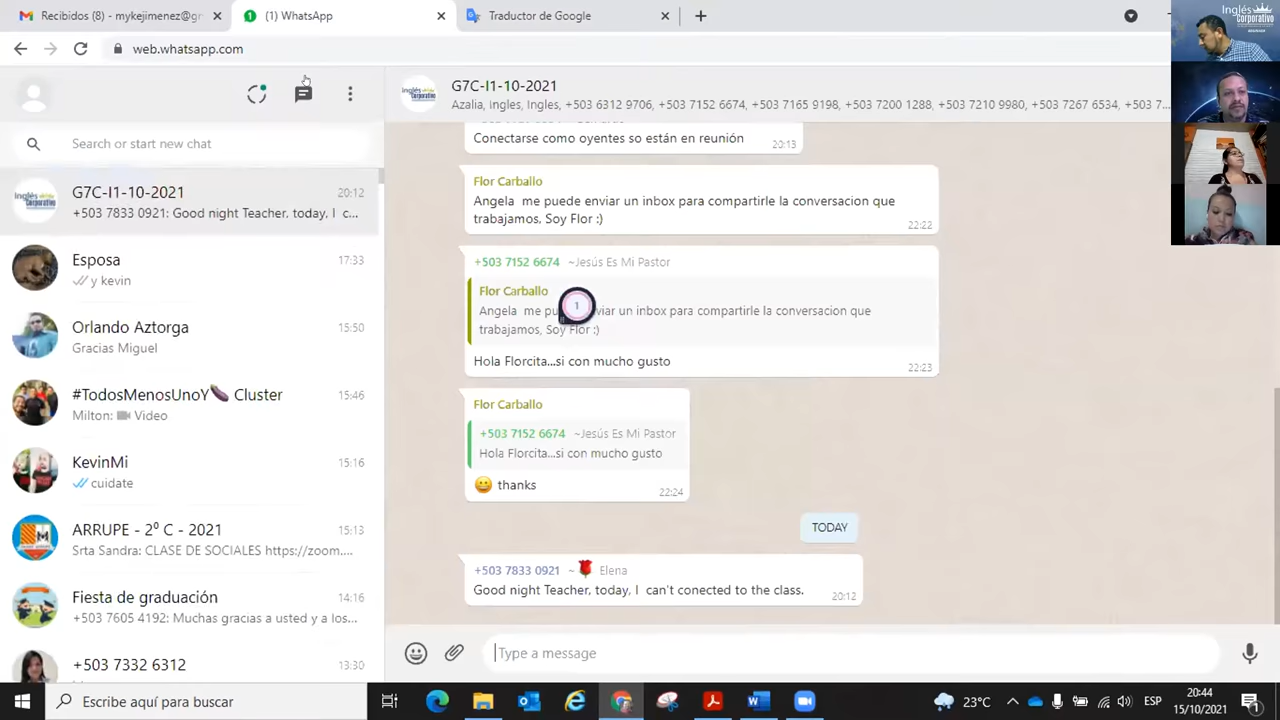 Recibidos (8) - mykejimenez@gr
(1) WhatsApp
Traductor de Google
web.whatsapp.com
Inglés
Corporativo
G7C-I1-10-2021
Azalia, ingles, Ingles, +503 6312 9706, +503 7152 6674, +503 7165 9198, +503 7200 1288, +503 7210 9980, +503 7267 6534, +503 7...
Search or start new chat
G7C-I1-10-2021 20:12
+503 7833 0921: Good night Teacher, today, I c...
Esposa 17:33
y kevin
Orlando Aztorga 15:50
Gracias Miguel
#TodosMenosUnoY🍆 Cluster 15:46
Milton: Video
KevinMi 15:16
cuidate
ARRUPE - 2º C - 2021 15:13
Srta Sandra: CLASE DE SOCIALES https://zoom....
Fiesta de graduación 14:16
+503 7605 4192: Muchas gracias a usted y a los...
+503 7332 6312 13:30
Conectarse como oyentes so están en reunión 20:13
Flor Carballo
Angela me puede enviar un inbox para compartirle la conversacion que
trabajamos, Soy Flor :)
22:22
+503 7152 6674 ~Jesús Es Mi Pastor
Flor Carballo
1
Angela me pu viar un inbox para compartirle la conversacion que
trabajamos, Soy Flor :)
Hola Florcita...si con mucho gusto
22:23
Flor Carballo
+503 7152 6674 ~Jesús Es Mi Pastor
Hola Florcita...si con mucho gusto
😀 thanks
22:24
TODAY
+503 7833 0921 ~🌹 Elena
Good night Teacher, today, I can't conected to the class. 20:12
Type a message
Escribe aquí para buscar
23°C
ESP
20:44
15/10/2021
1